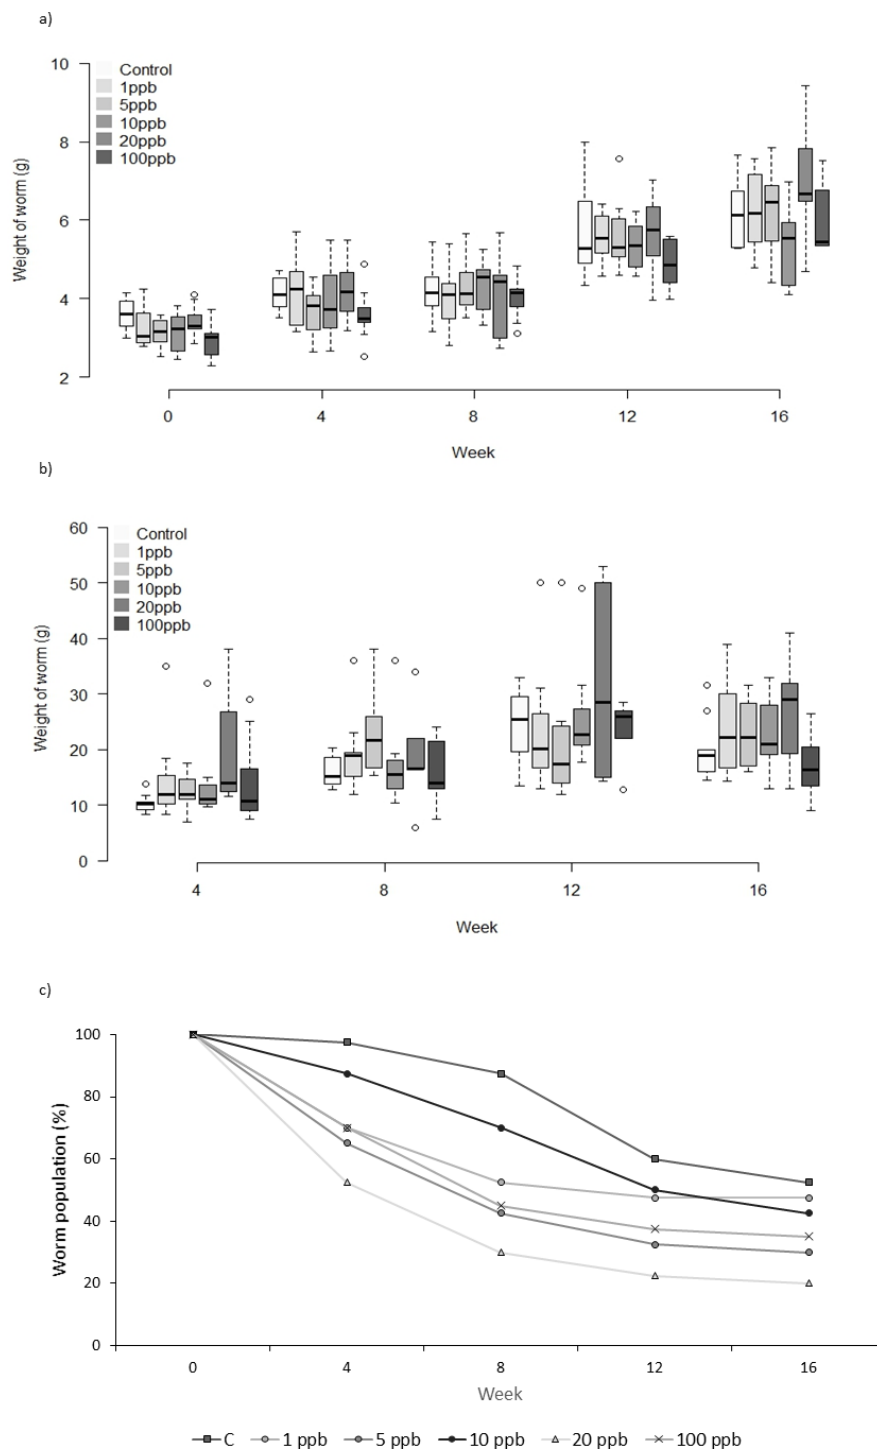 a)
10
8
6
4
2
Weight of worm (g)
Control
1ppb
5ppb
10ppb
20ppb
100ppb
0 4 8 12 16
Week
b)
60
50
40
30
20
10
0
Weight of worm (g)
Control
1ppb
5ppb
10ppb
20ppb
100ppb
4 8 12 16
Week
c)
100
80
60
40
20
0
Worm population (%)
0 4 8 12 16
Week
C 1 ppb 5 ppb 10 ppb 20 ppb 100 ppb